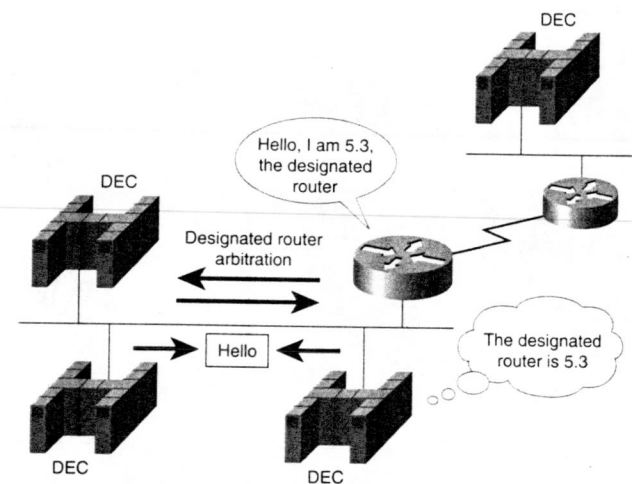 DEC
Hello, I am 5.3,
the designated
router
DEC
Designated router
arbitration
Hello
The designated
router is 5.3
DEC
DEC